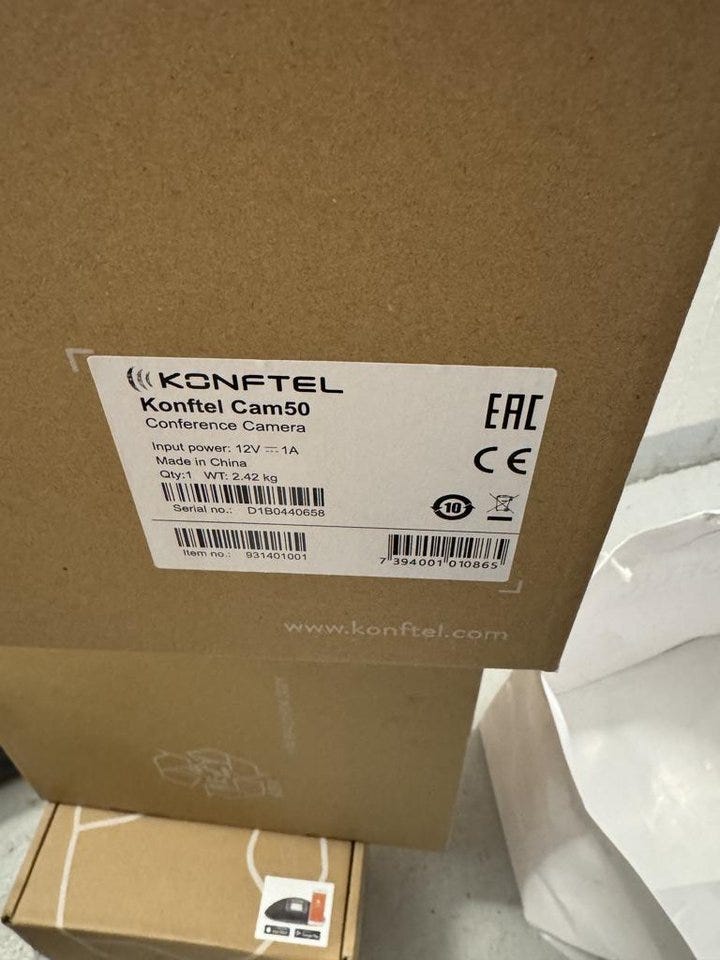 KONFTEL
Konftel Cam50
Conference Camera
Input power: 12V ⎓ 1A
Made in China
Qty:1 WT: 2.42 kg
Serial no.: D1B0440658
Item no.: 931401001
EAC
CE
10
7 394001 010865
www.konftel.com